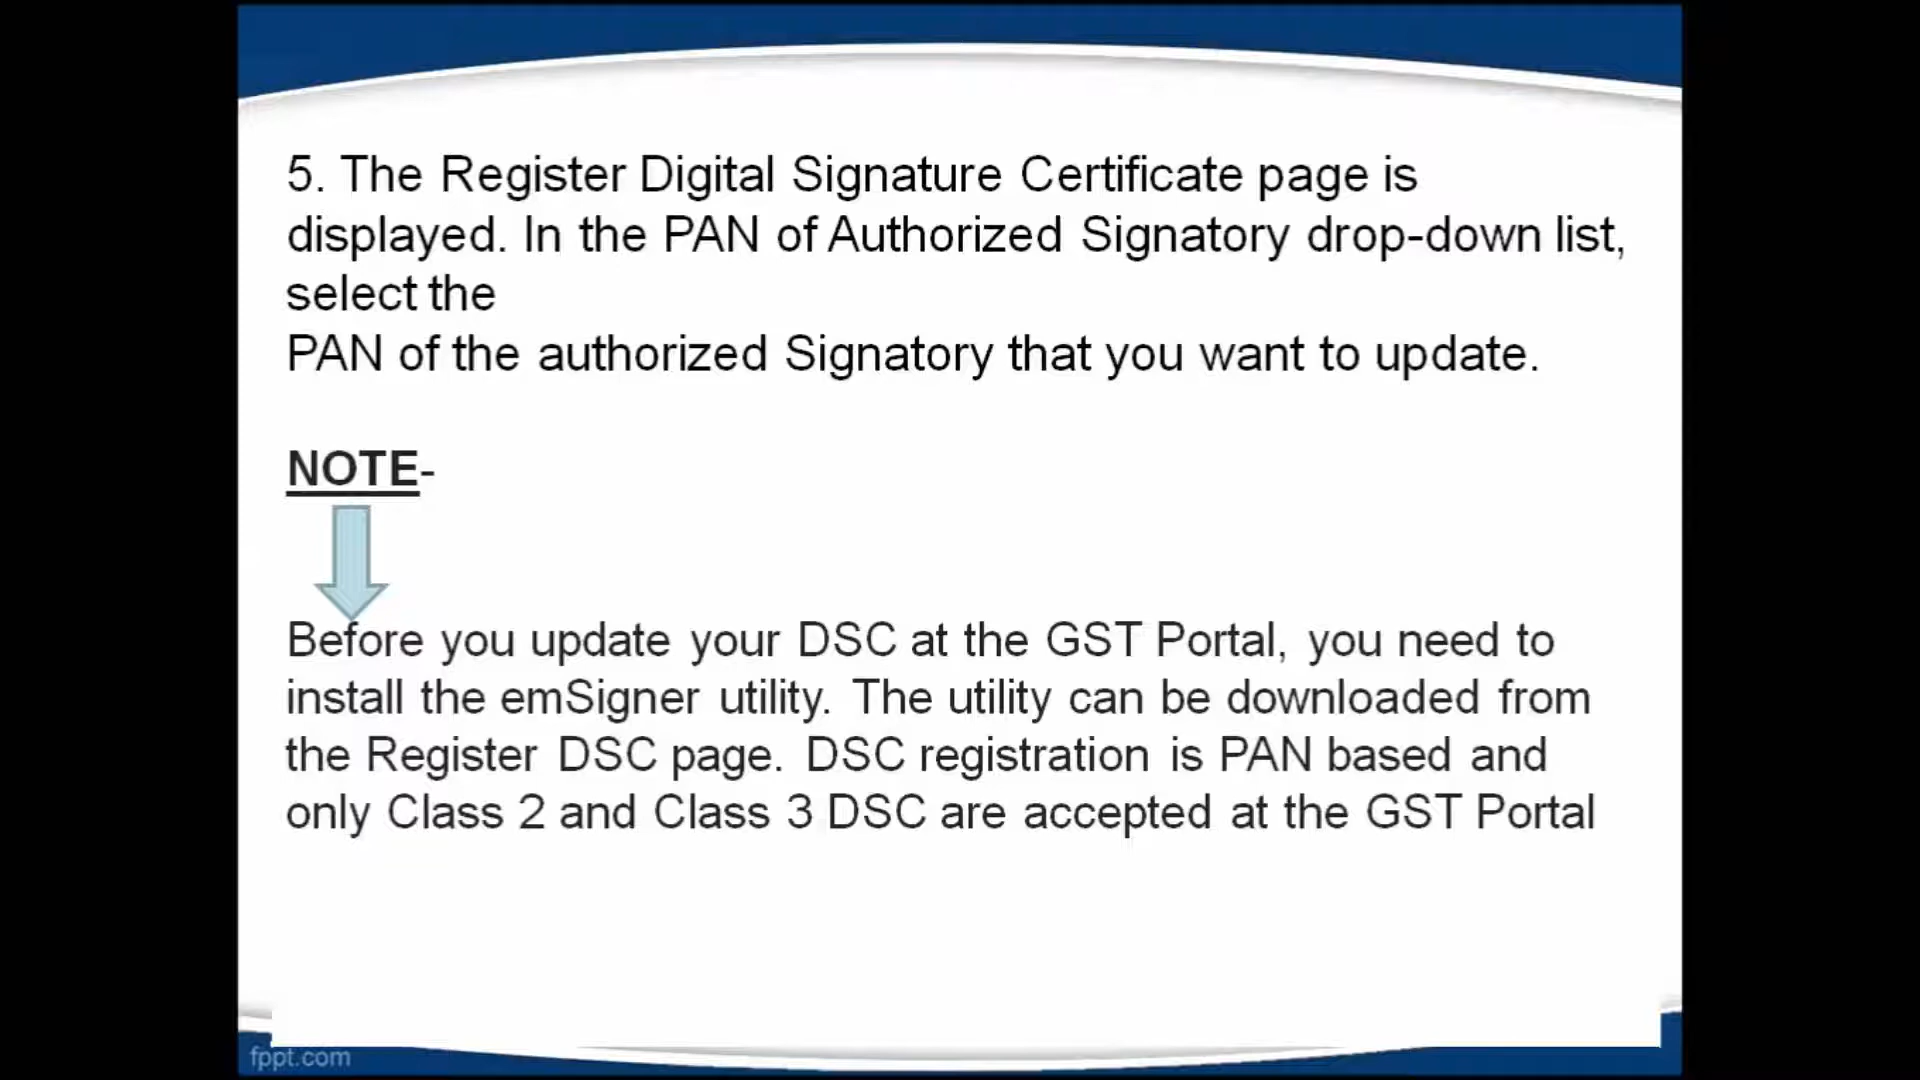 5. The Register Digital Signature Certificate page is
displayed. In the PAN of Authorized Signatory drop-down list,
select the
PAN of the authorized Signatory that you want to update.
NOTE-
Before you update your DSC at the GST Portal, you need to
install the emSigner utility. The utility can be downloaded from
the Register DSC page. DSC registration is PAN based and
only Class 2 and Class 3 DSC are accepted at the GST Portal
fppt.com